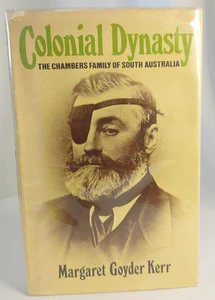 Colonial Dynasty
THE CHAMBERS FAMILY OF SOUTH AUSTRALIA
Margaret Goyder Kerr